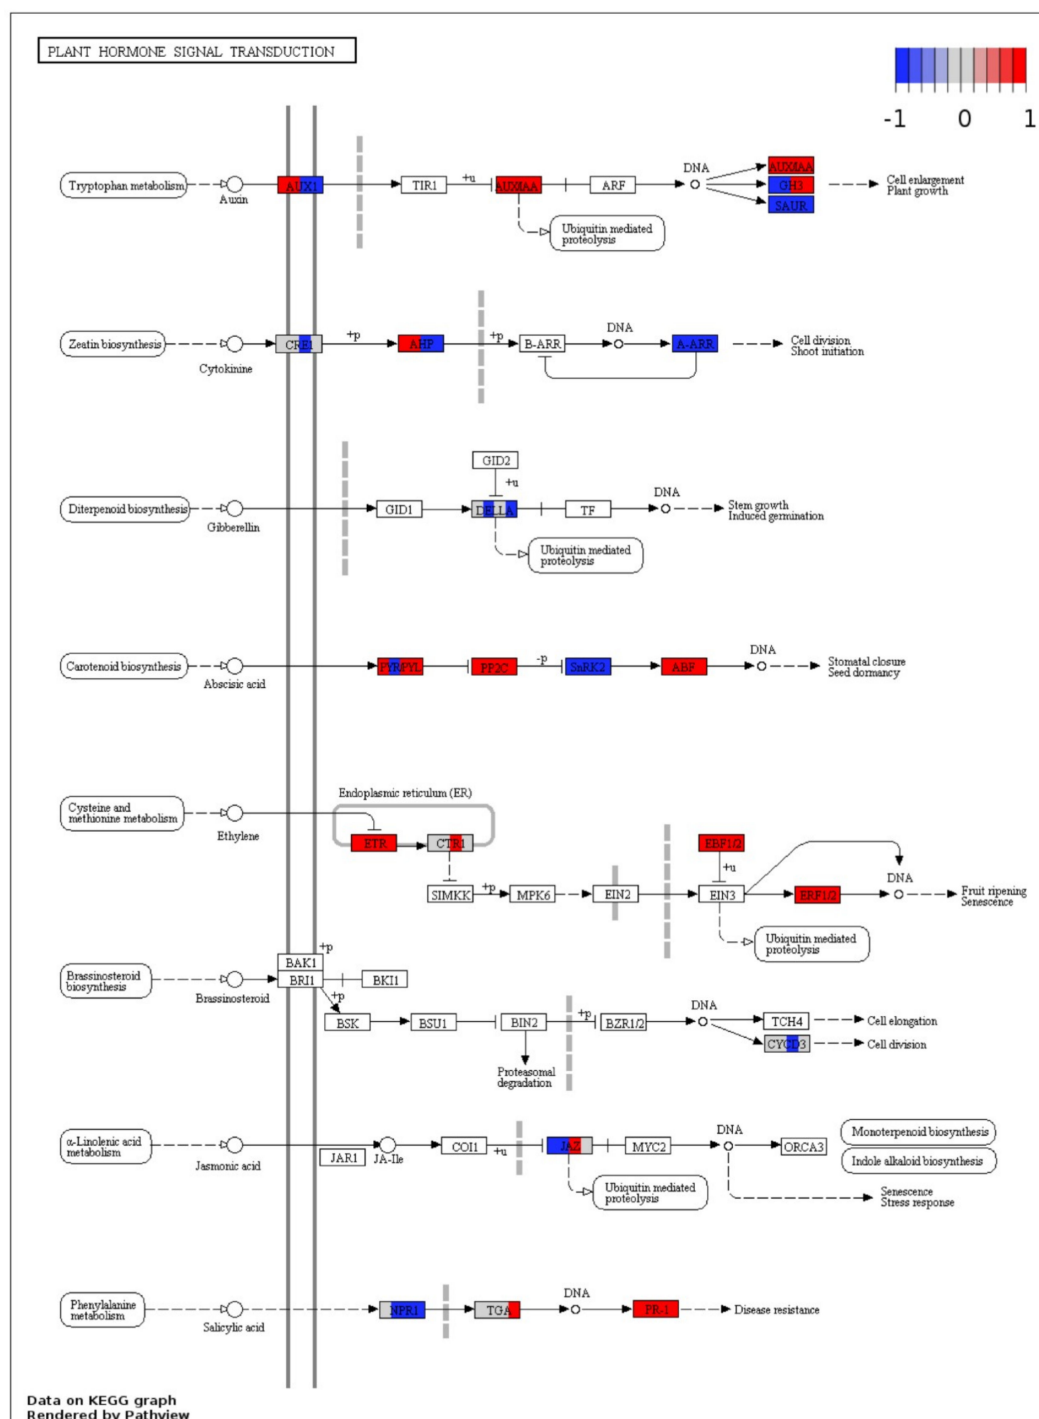 PLANT HORMONE SIGNAL TRANSDUCTION
-1 0 1
Tryptophan metabolism
Auxin
AUX1
TIR1
+u
AUX/IAA
ARF
DNA
AUX/IAA
GH3
SAUR
Cell enlargement
Plant growth
Ubiquitin mediated
proteolysis
Zeatin biosynthesis
Cytokinine
CRE1
+p
AHP
+p
B-ARR
DNA
A-ARR
Cell division
Shoot initiation
GID2
+u
Diterpenoid biosynthesis
Gibberellin
GID1
DELLA
TF
DNA
Stem growth
Induced germination
Ubiquitin mediated
proteolysis
Carotenoid biosynthesis
Abscisic acid
PYR/PYL
PP2C
-p
SnRK2
ABF
DNA
Stomatal closure
Seed dormancy
Endoplasmic reticulum (ER)
Cysteine and
methionine metabolism
Ethylene
ETR
CTR1
EBF1/2
+u
DNA
SIMKK
+p
MPK6
EIN2
EIN3
ERF1/2
Fruit ripening
Senescence
Ubiquitin mediated
proteolysis
Brassinosteroid
biosynthesis
Brassinosteroid
+p
BAK1
BRI1
BKI1
+p
BSK
BSU1
BIN2
+p
BZR1/2
DNA
TCH4
Cell elongation
CYCD3
Cell division
Proteasomal
degradation
α-Linolenic acid
metabolism
Jasmonic acid
JAR1
JA-Ile
COI1
+u
JAZ
MYC2
DNA
ORCA3
Monoterpenoid biosynthesis
Indole alkaloid biosynthesis
Ubiquitin mediated
proteolysis
Senescence
Stress response
Phenylalanine
metabolism
Salicylic acid
NPR1
TGA
DNA
PR-1
Disease resistance
Data on KEGG graph
Rendered by Pathview